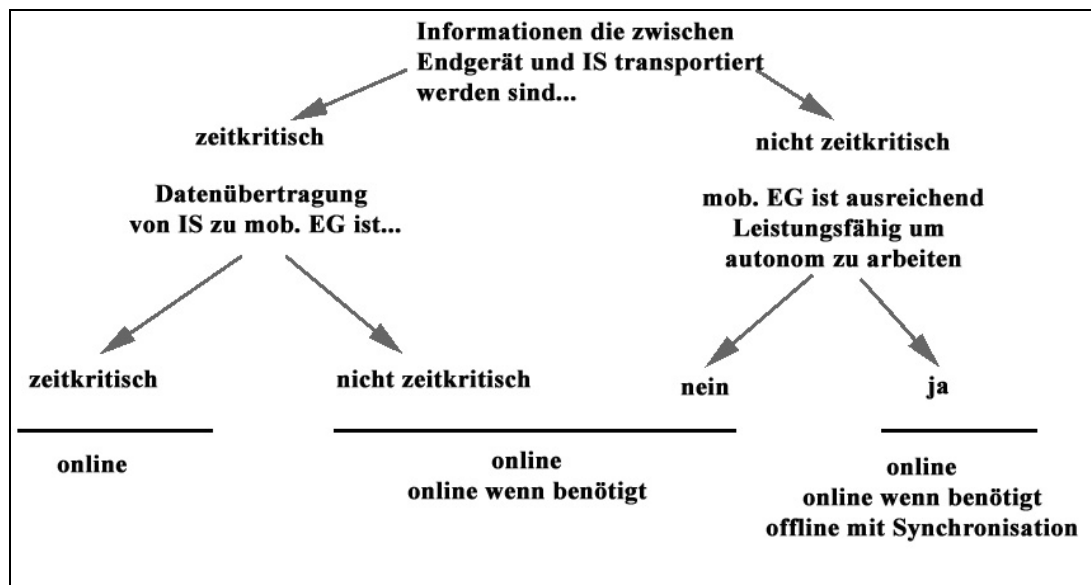 Informationen die zwischen
Endgerät und IS transportiert
werden sind...
zeitkritisch
nicht zeitkritisch
Datenübertragung
von IS zu mob. EG ist...
mob. EG ist ausreichend
Leistungsfähig um
autonom zu arbeiten
zeitkritisch
nicht zeitkritisch
nein
ja
online
online
online wenn benötigt
online
online wenn benötigt
offline mit Synchronisation